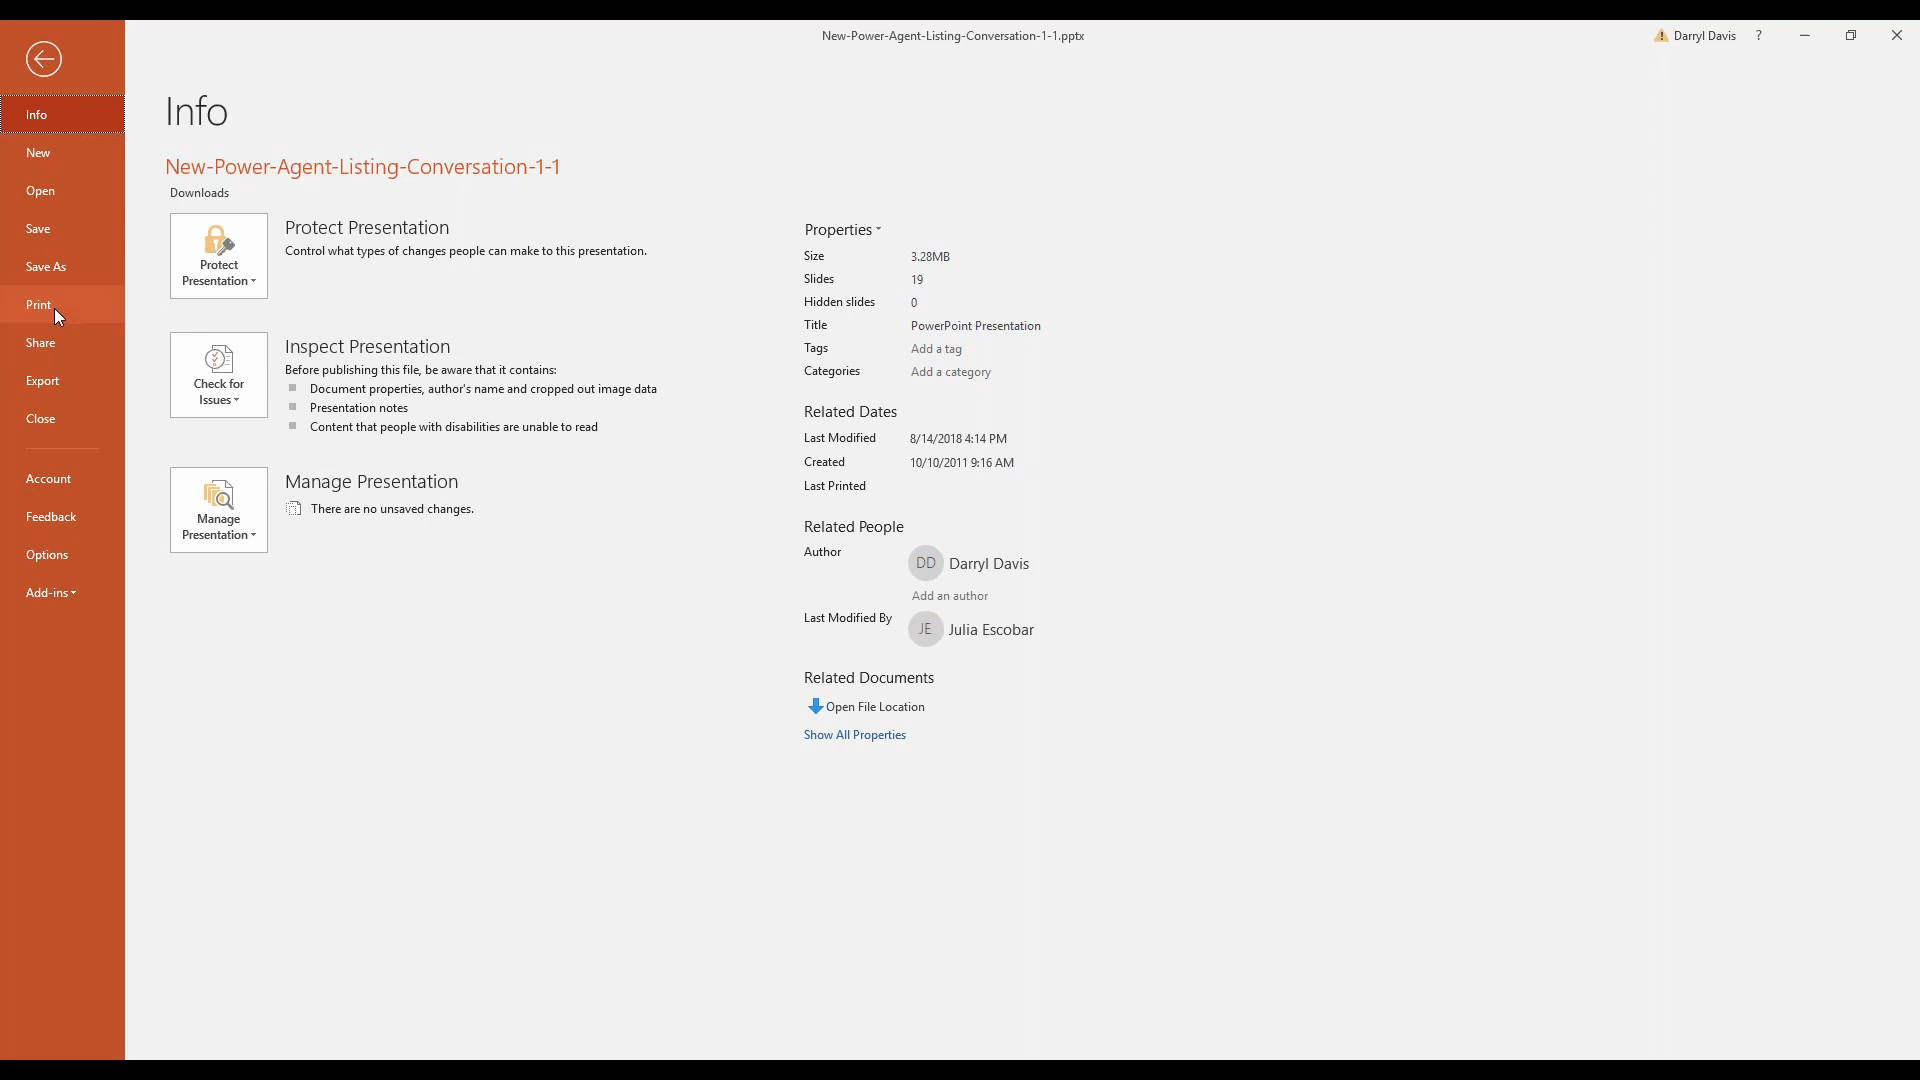 New-Power-Agent-Listing-Conversation-1-1.pptx
Darryl Davis
?
Info
New
Open
Save
Save As
Print
Share
Export
Close
Account
Feedback
Options
Add-ins
Info
New-Power-Agent-Listing-Conversation-1-1
Downloads
Protect
Presentation
Protect Presentation
Control what types of changes people can make to this presentation.
Check for
Issues
Inspect Presentation
Before publishing this file, be aware that it contains:
Document properties, author's name and cropped out image data
Presentation notes
Content that people with disabilities are unable to read
Manage
Presentation
Manage Presentation
There are no unsaved changes.
Properties
Size 3.28MB
Slides 19
Hidden slides 0
Title PowerPoint Presentation
Tags Add a tag
Categories Add a category
Related Dates
Last Modified 8/14/2018 4:14 PM
Created 10/10/2011 9:16 AM
Last Printed
Related People
Author DD Darryl Davis
Add an author
Last Modified By JE Julia Escobar
Related Documents
Open File Location
Show All Properties